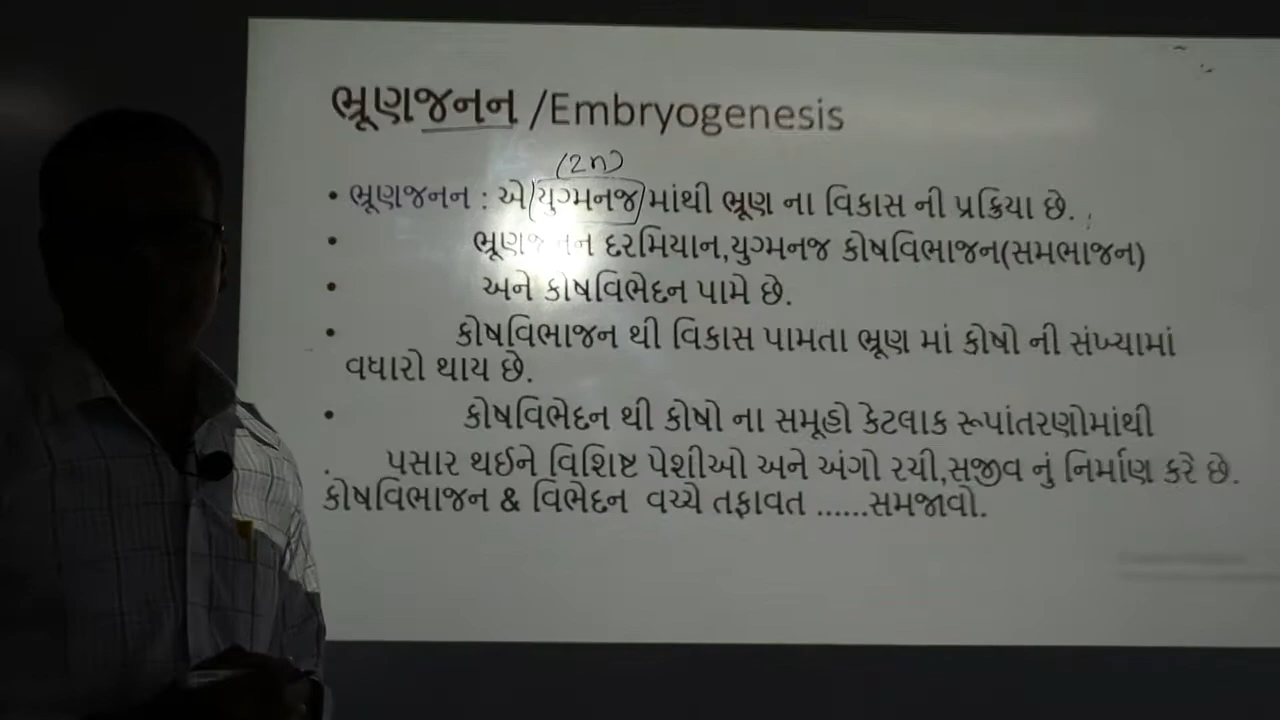 ભ્રૂણજનન /Embryogenesis
(2n)
• ભ્રૂણજનન : એ યુગ્મનજ માંથી ભ્રૂણ ના વિકાસ ની પ્રક્રિયા છે.
• ભ્રૂણજનન દરમિયાન,યુગ્મનજ કોષવિભાજન(સમભાજન)
• અને કોષવિભેદન પામે છે.
• કોષવિભાજન થી વિકાસ પામતા ભ્રૂણ માં કોષો ની સંખ્યામાં
વધારો થાય છે.
• કોષવિભેદન થી કોષો ના સમૂહો કેટલાક રૂપાંતરણોમાંથી
. પસાર થઈને વિશિષ્ટ પેશીઓ અને અંગો રચી,સજીવ નું નિર્માણ કરે છે.
કોષવિભાજન & વિભેદન વચ્ચે તફાવત ......સમજાવો.